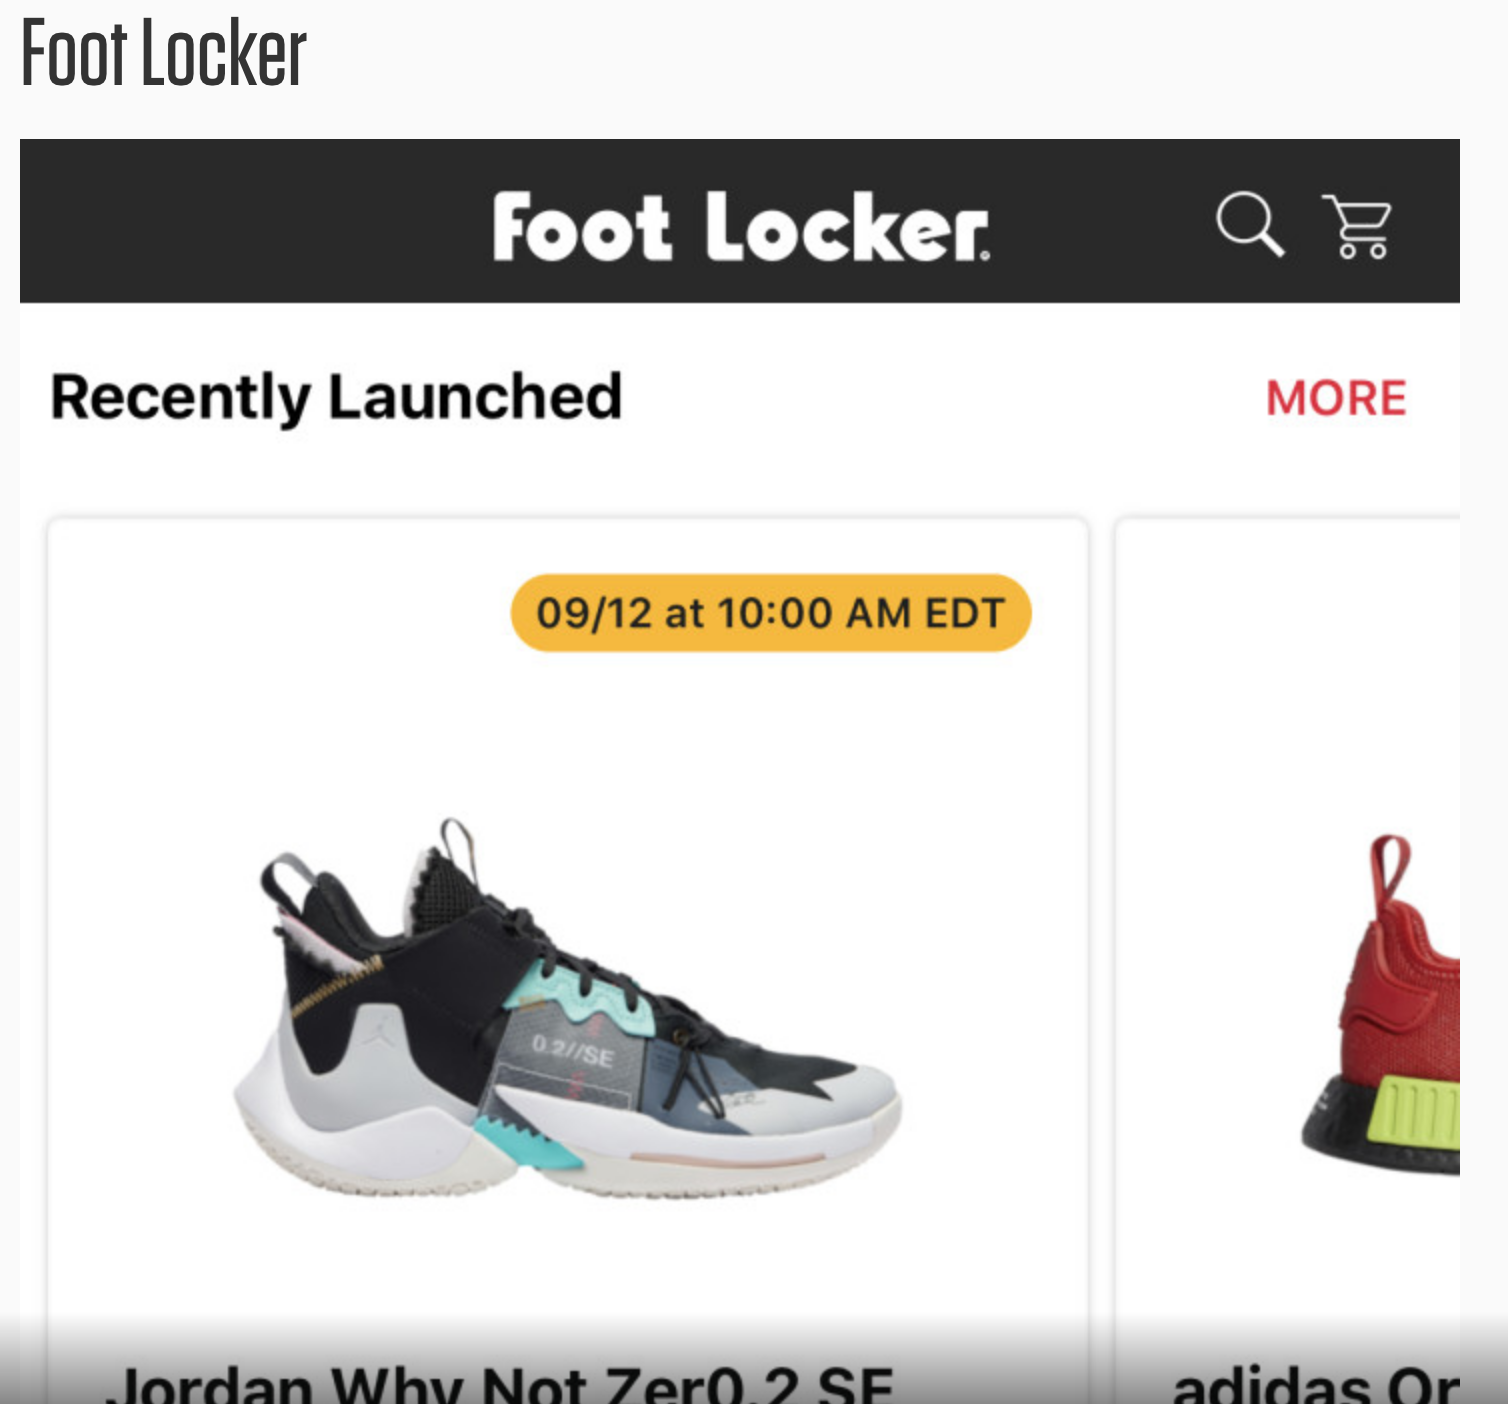 Foot Locker
Foot Locker.
Recently Launched
MORE
09/12 at 10:00 AM EDT
0.2//SE
Jordan Why Not Zer0.2 SE
adidas Or